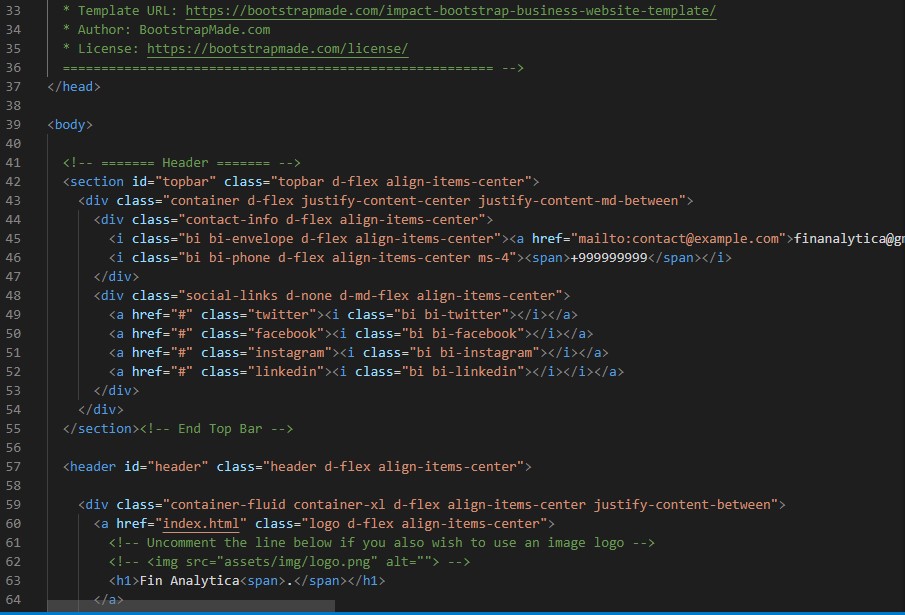 33 * Template URL: https://bootstrapmade.com/impact-bootstrap-business-website-template/
34 * Author: BootstrapMade.com
35 * License: https://bootstrapmade.com/license/
36 ======================================================== -->
37 </head>
38
39 <body>
40
41 <!-- ======= Header ======= -->
42 <section id="topbar" class="topbar d-flex align-items-center">
43 <div class="container d-flex justify-content-center justify-content-md-between">
44 <div class="contact-info d-flex align-items-center">
45 <i class="bi bi-envelope d-flex align-items-center"><a href="mailto:contact@example.com">finanalytica@gm
46 <i class="bi bi-phone d-flex align-items-center ms-4"><span>+999999999</span></i>
47 </div>
48 <div class="social-links d-none d-md-flex align-items-center">
49 <a href="#" class="twitter"><i class="bi bi-twitter"></i></a>
50 <a href="#" class="facebook"><i class="bi bi-facebook"></i></a>
51 <a href="#" class="instagram"><i class="bi bi-instagram"></i></a>
52 <a href="#" class="linkedin"><i class="bi bi-linkedin"></i></i></a>
53 </div>
54 </div>
55 </section><!-- End Top Bar -->
56
57 <header id="header" class="header d-flex align-items-center">
58
59 <div class="container-fluid container-xl d-flex align-items-center justify-content-between">
60 <a href="index.html" class="logo d-flex align-items-center">
61 <!-- Uncomment the line below if you also wish to use an image logo -->
62 <!-- <img src="assets/img/logo.png" alt=""> -->
63 <h1>Fin Analytica<span>.</span></h1>
64 </a>